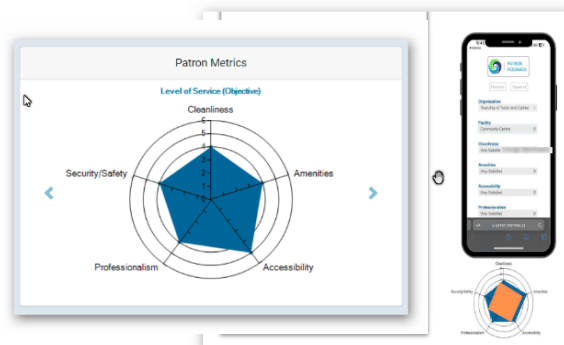 Patron Metrics
Level of Service (Objective)
Cleanliness
6
5
4
3
2
1
0
Security/Safety
Amenities
Professionalism
Accessibility
9:41
PATRON
FEEDBACK
Organization
Facility
Community Centre
Cleanliness
Very Satisfied
Amenities
Very Satisfied
Accessibility
Very Satisfied
Professionalism
Very Satisfied
Cleanliness
Security/Safety
Amenities
Professionalism
Accessibility